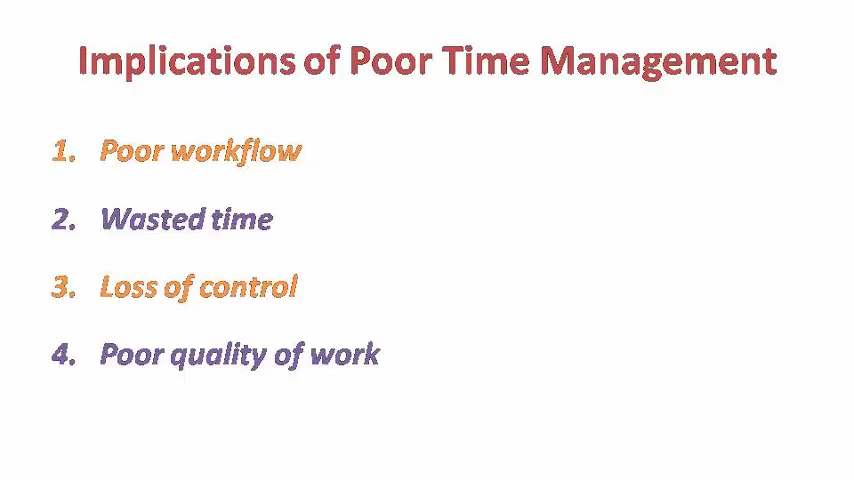 Implications of Poor Time Management
1. Poor workflow
2. Wasted time
3. Loss of control
4. Poor quality of work